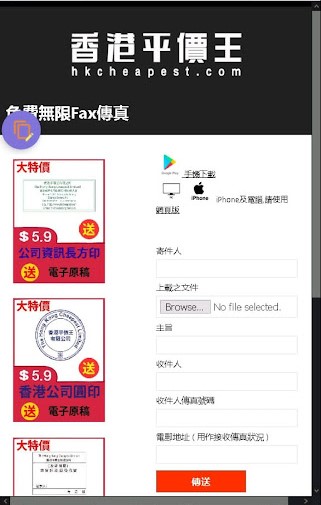 香港平價王
hkcheapest.com
免費無限Fax傳真
大特價
$5.9
送
公司資訊長方印
送 電子原稿
大特價
香港平價王
有限公司
$5.9
送
香港公司圓印
送 電子原稿
大特價
手機下載
iPhone
iPhone及電腦,請使用
網頁版
寄件人
上載之文件
Browse... No file selected.
主旨
收件人
收件人傳真號碼
電郵地址 ( 用作接收傳真狀況 )
傳送